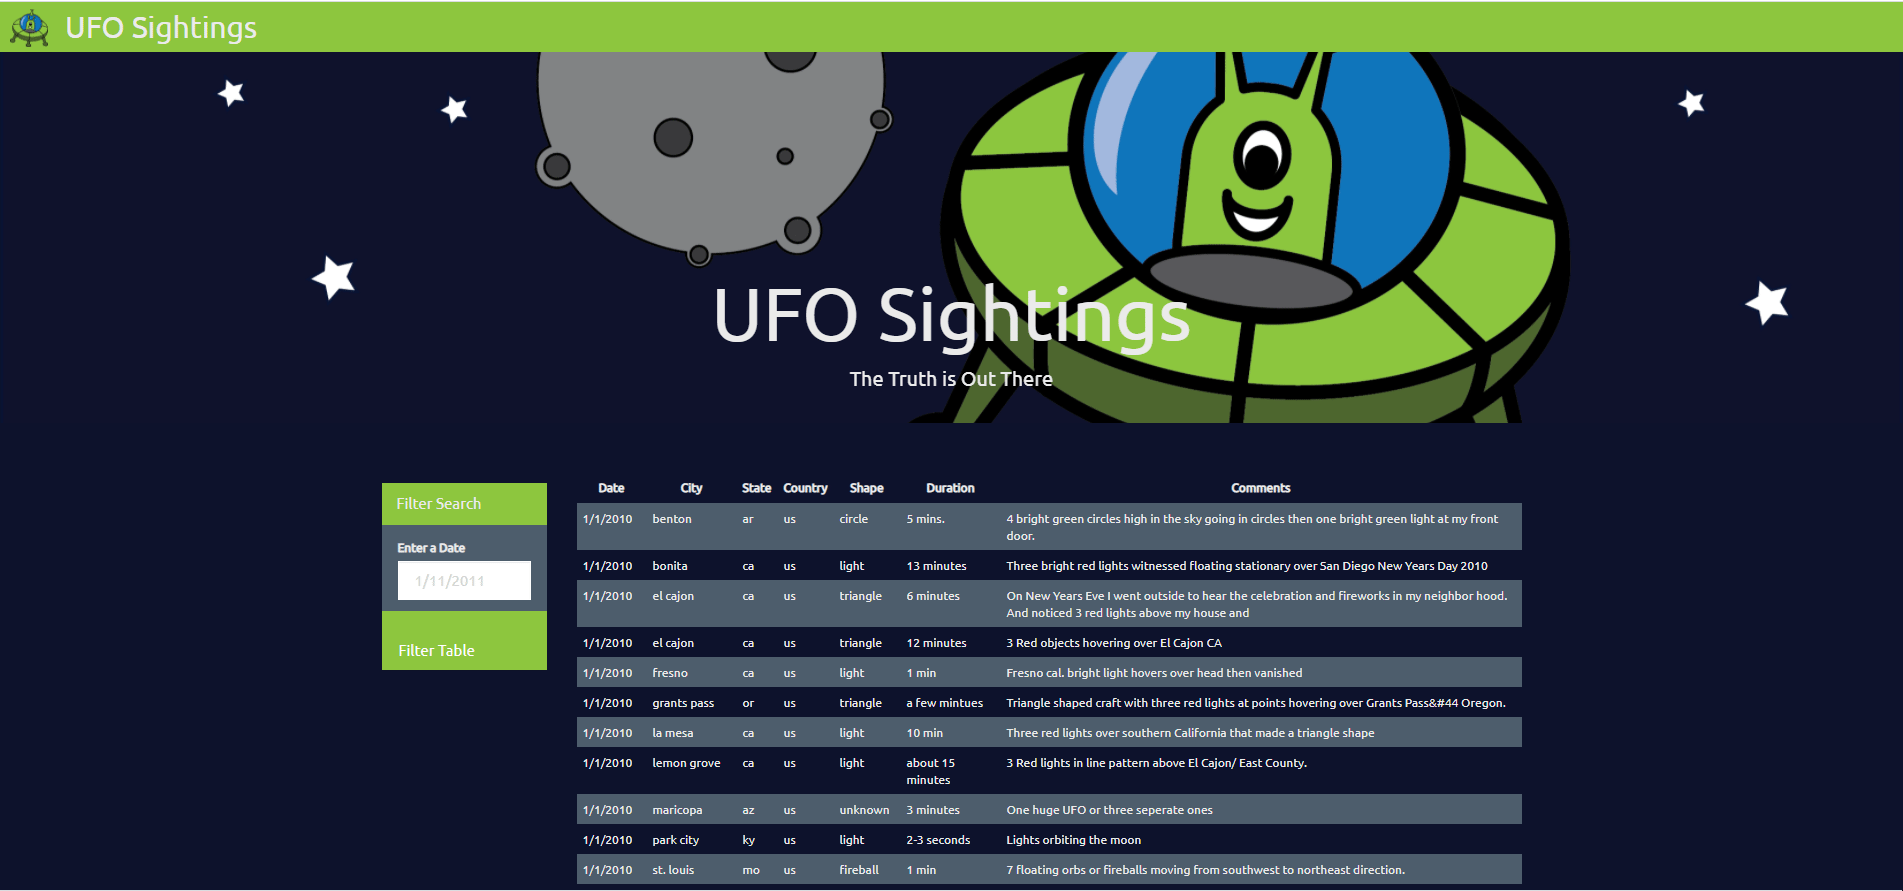 UFO Sightings
UFO Sightings
The Truth is Out There
Filter Search
Enter a Date
1/11/2011
Filter Table
Date City State Country Shape Duration Comments
1/1/2010 benton ar us circle 5 mins. 4 bright green circles high in the sky going in circles then one bright green light at my front
door.
1/1/2010 bonita ca us light 13 minutes Three bright red lights witnessed floating stationary over San Diego New Years Day 2010
1/1/2010 el cajon ca us triangle 6 minutes On New Years Eve I went outside to hear the celebration and fireworks in my neighbor hood.
And noticed 3 red lights above my house and
1/1/2010 el cajon ca us triangle 12 minutes 3 Red objects hovering over El Cajon CA
1/1/2010 fresno ca us light 1 min Fresno cal. bright light hovers over head then vanished
1/1/2010 grants pass or us triangle a few mintues Triangle shaped craft with three red lights at points hovering over Grants Pass&#44 Oregon.
1/1/2010 la mesa ca us light 10 min Three red lights over southern California that made a triangle shape
1/1/2010 lemon grove ca us light about 15 3 Red lights in line pattern above El Cajon/ East County.
minutes
1/1/2010 maricopa az us unknown 3 minutes One huge UFO or three seperate ones
1/1/2010 park city ky us light 2-3 seconds Lights orbiting the moon
1/1/2010 st. louis mo us fireball 1 min 7 floating orbs or fireballs moving from southwest to northeast direction.